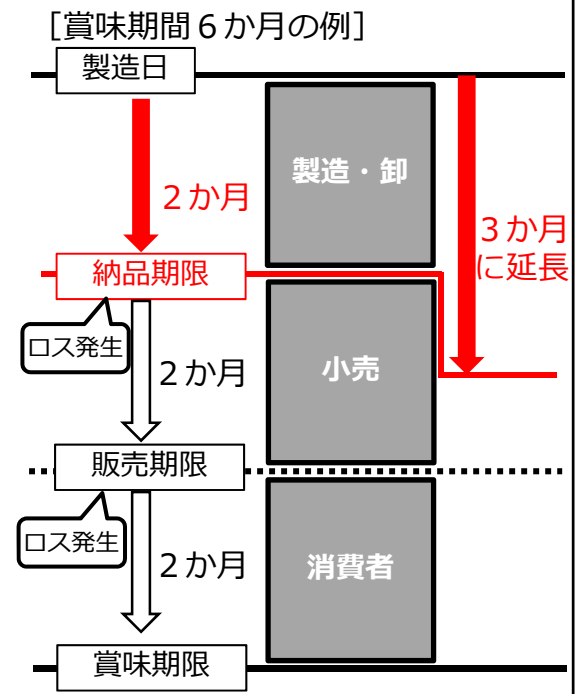 ［賞味期間６か月の例］
製造日
製造・卸
２か月
３か月
に延長
納品期限
ロス発生
２か月
小売
販売期限
ロス発生
２か月
消費者
賞味期限